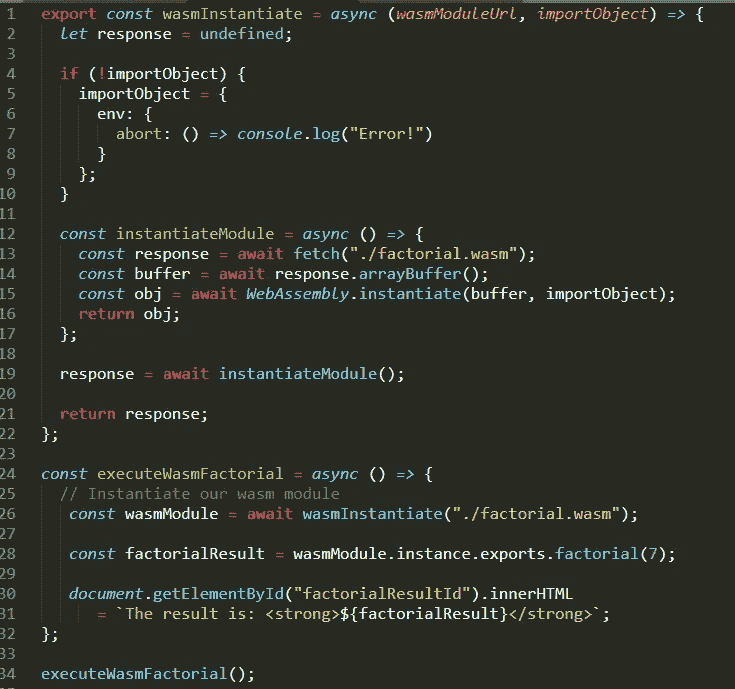 1 export const wasmInstantiate = async (wasmModuleUrl, importObject) => {
2   let response = undefined;
3
4   if (!importObject) {
5     importObject = {
6       env: {
7         abort: () => console.log("Error!")
8       }
9     };
10   }
11
12   const instantiateModule = async () => {
13     const response = await fetch("./factorial.wasm");
14     const buffer = await response.arrayBuffer();
15     const obj = await WebAssembly.instantiate(buffer, importObject);
16     return obj;
17   };
18
19   response = await instantiateModule();
20
21   return response;
22 };
23
24 const executeWasmFactorial = async () => {
25   // Instantiate our wasm module
26    const wasmModule = await wasmInstantiate("./factorial.wasm");
27
28    const factorialResult = wasmModule.instance.exports.factorial(7);
29
30    document.getElementById("factorialResultId").innerHTML
31       = `The result is: <strong>${factorialResult}</strong>`;
32 };
33
34 executeWasmFactorial();